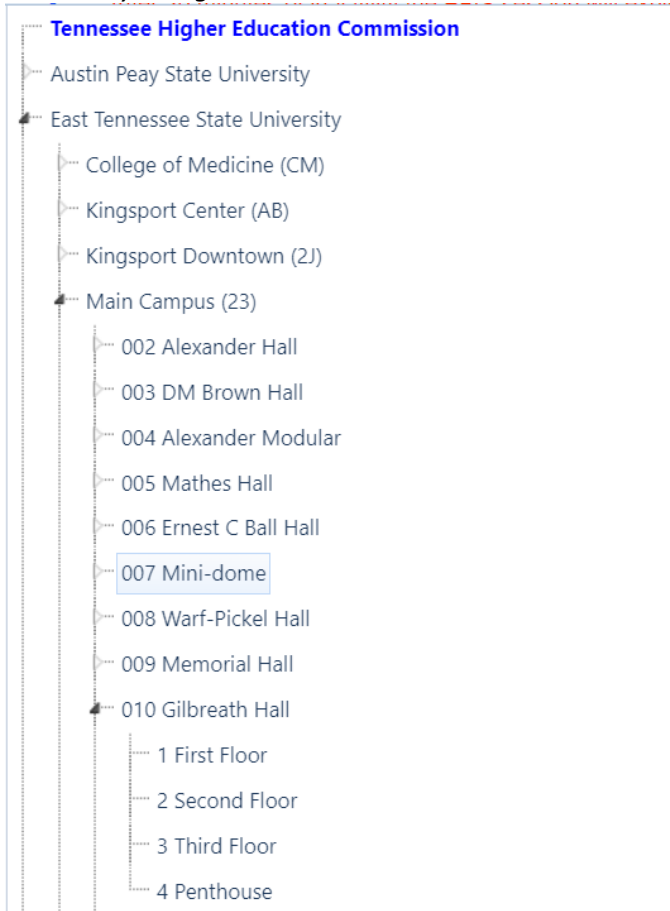 Tennessee Higher Education Commission
Austin Peay State University
East Tennessee State University
College of Medicine (CM)
Kingsport Center (AB)
Kingsport Downtown (2J)
Main Campus (23)
002 Alexander Hall
003 DM Brown Hall
004 Alexander Modular
005 Mathes Hall
006 Ernest C Ball Hall
007 Mini-dome
008 Warf-Pickel Hall
009 Memorial Hall
010 Gilbreath Hall
1 First Floor
2 Second Floor
3 Third Floor
4 Penthouse